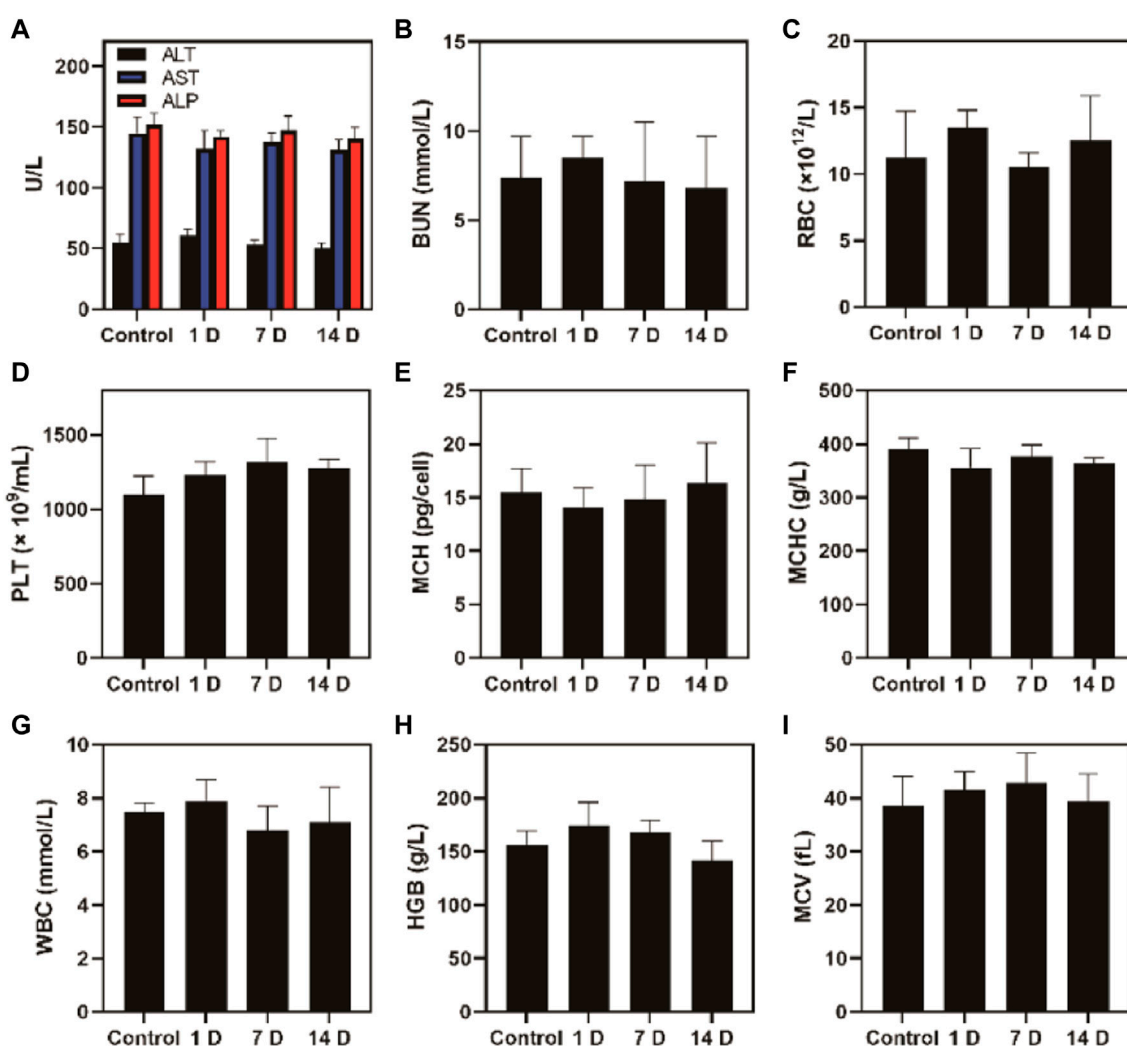 A
U/L
200
150
100
50
0
ALT
AST
ALP
Control 1 D 7 D 14 D
B
BUN (mmol/L)
15
10
5
0
Control 1 D 7 D 14 D
C
RBC (×10¹²/L)
20
15
10
5
0
Control 1 D 7 D 14 D
D
PLT (× 10⁹/mL)
1500
1000
500
0
Control 1 D 7 D 14 D
E
MCH (pg/cell)
25
20
15
10
5
0
Control 1 D 7 D 14 D
F
MCHC (g/L)
500
400
300
200
100
0
Control 1 D 7 D 14 D
G
WBC (mmol/L)
10
8
6
4
2
0
Control 1 D 7 D 14 D
H
HGB (g/L)
250
200
150
100
50
0
Control 1 D 7 D 14 D
I
MCV (fL)
50
40
30
20
10
0
Control 1 D 7 D 14 D